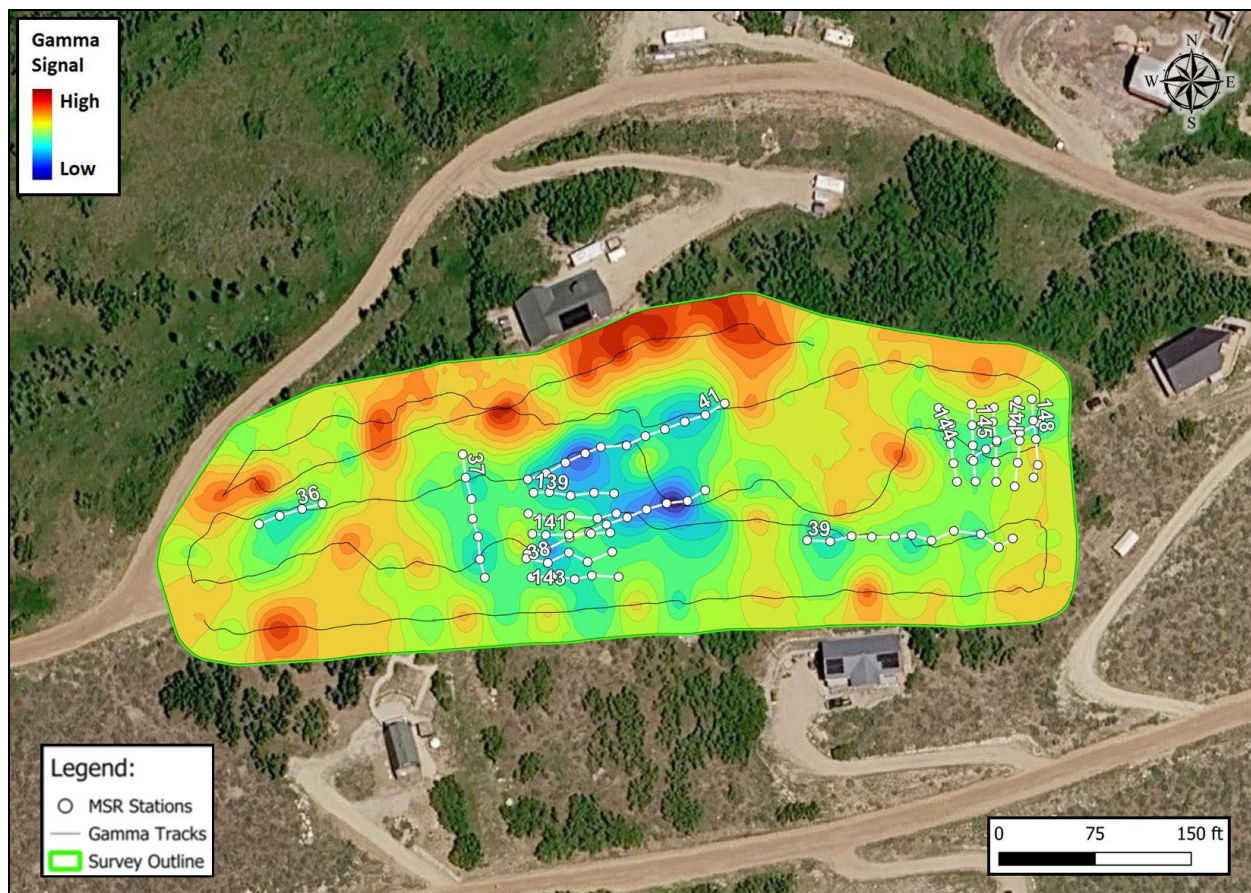 Gamma
Signal
High
Low
N
W E
S
41
37
139
36
141
38
143
39
144
145
147
148
Legend:
MSR Stations
Gamma Tracks
Survey Outline
0 75 150 ft